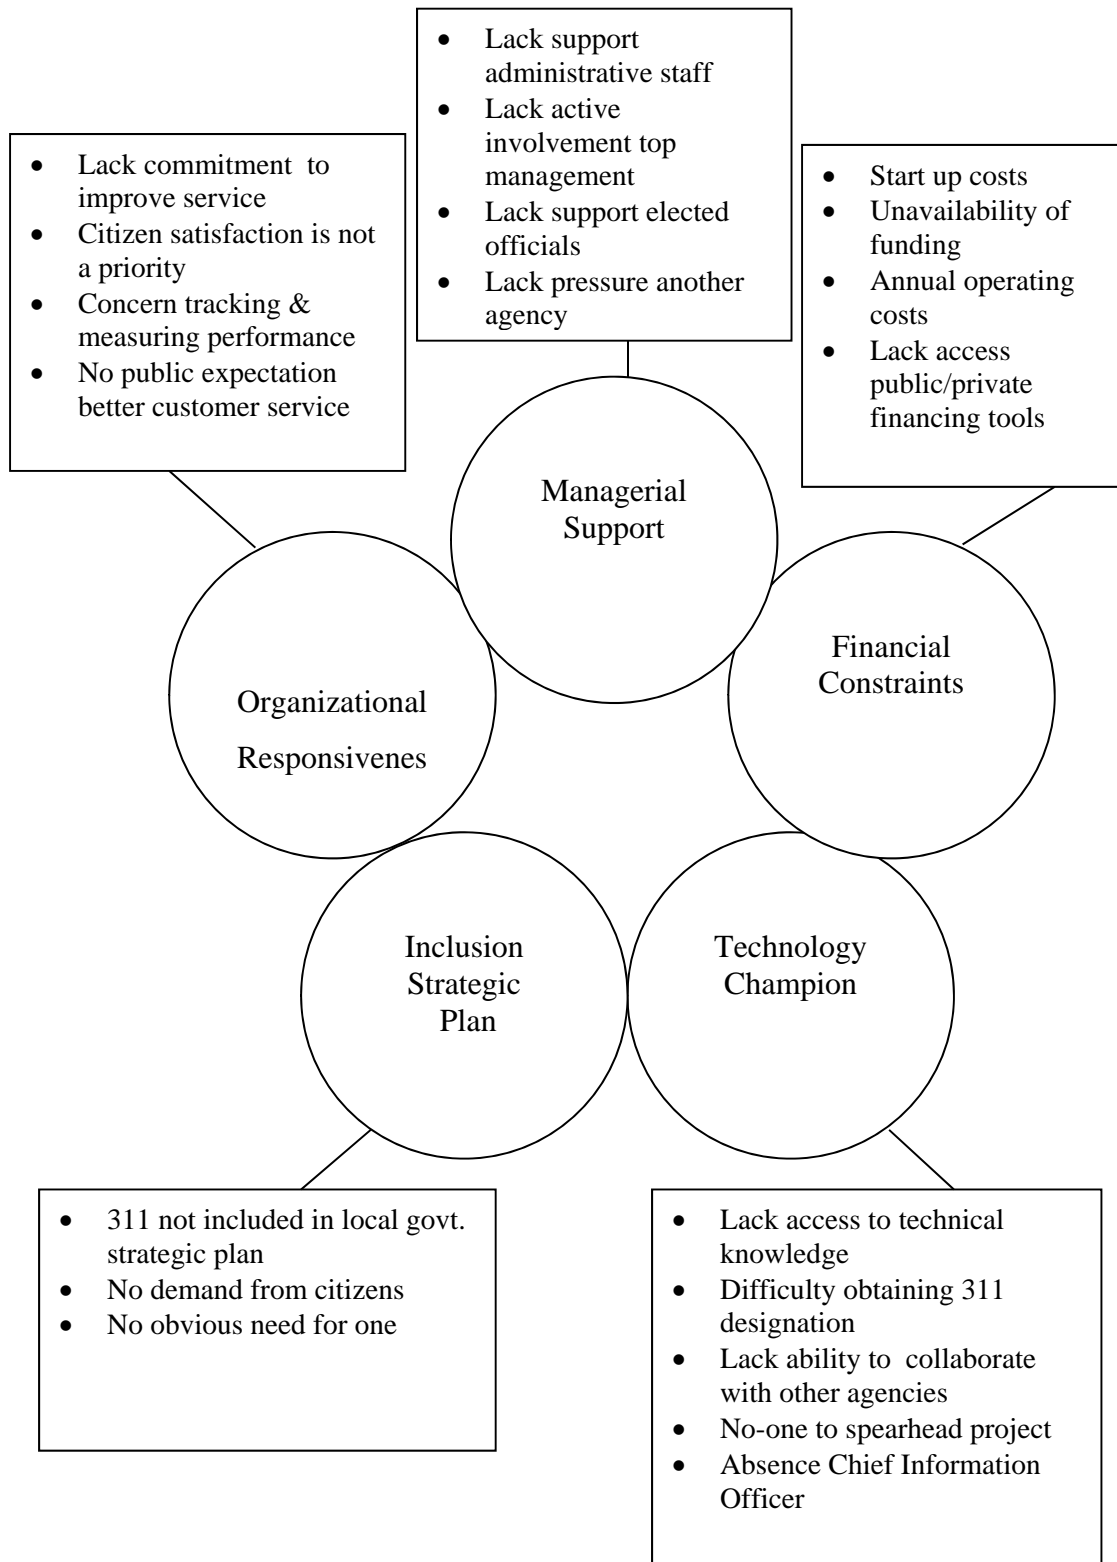 • Lack support
administrative staff
• Lack active
involvement top
management
• Lack support elected
officials
• Lack pressure another
agency
• Lack commitment to
improve service
• Citizen satisfaction is not
a priority
• Concern tracking &
measuring performance
• No public expectation
better customer service
• Start up costs
• Unavailability of
funding
• Annual operating
costs
• Lack access
public/private
financing tools
Managerial
Support
Organizational
Responsivenes
Financial
Constraints
Inclusion
Strategic
Plan
Technology
Champion
• 311 not included in local govt.
strategic plan
• No demand from citizens
• No obvious need for one
• Lack access to technical
knowledge
• Difficulty obtaining 311
designation
• Lack ability to collaborate
with other agencies
• No-one to spearhead project
• Absence Chief Information
Officer